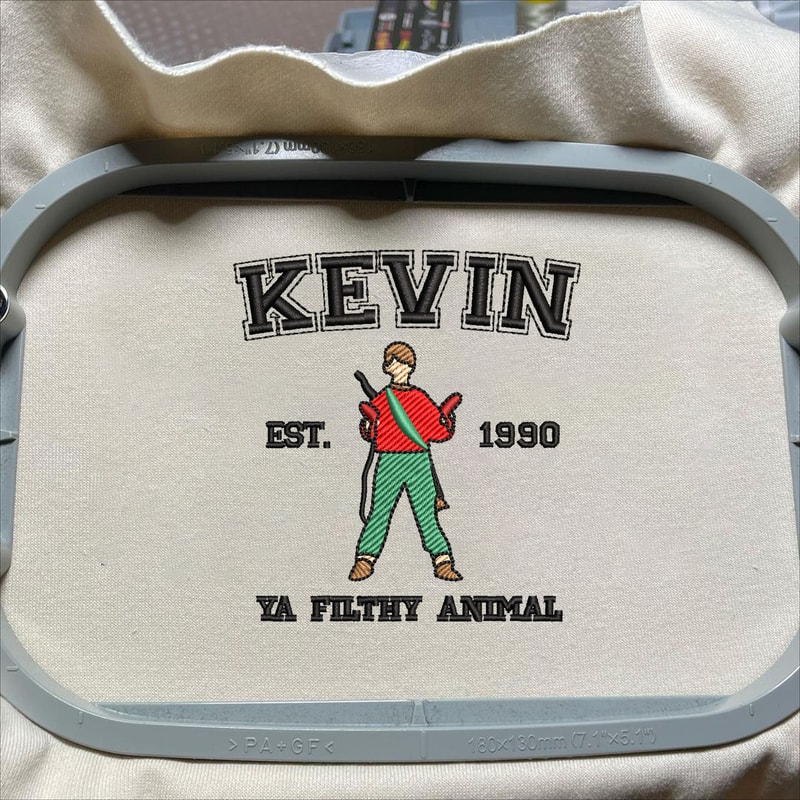 KEVIN
EST. 1990
YA FILTHY ANIMAL
>PA+GF<
180×130mm (7.1"×5.1")